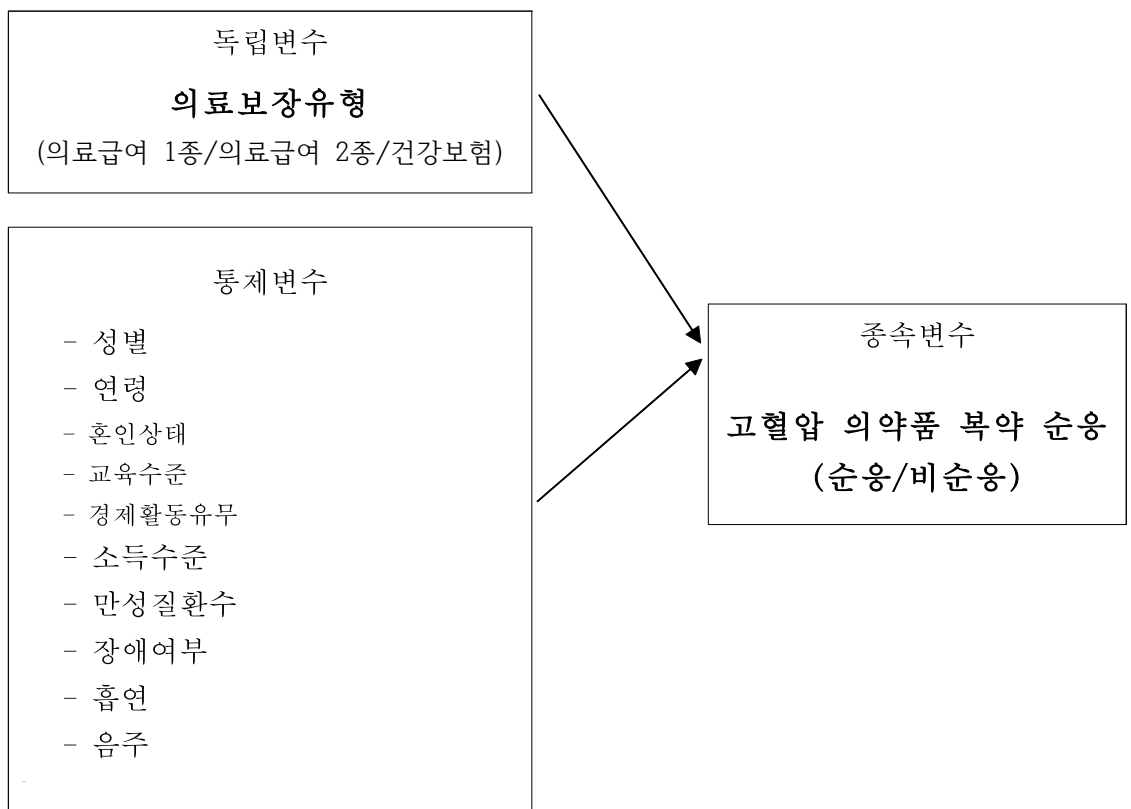 독립변수
의료보장유형
(의료급여 1종/의료급여 2종/건강보험)
통제변수
- 성별
- 연령
- 혼인상태
- 교육수준
- 경제활동유무
- 소득수준
- 만성질환수
- 장애여부
- 흡연
- 음주
종속변수
고혈압 의약품 복약 순응
(순응/비순응)